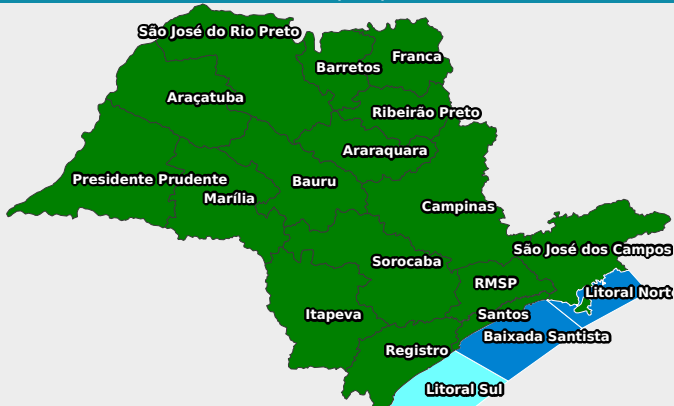 São José do Rio Preto
Franca
Barretos
Araçatuba
Ribeirão Preto
Araraquara
Presidente Prudente
Bauru
Marília
Campinas
São José dos Campos
Sorocaba
RMSP
Litoral Nort
Itapeva
Santos
Baixada Santista
Registro
Litoral Sul